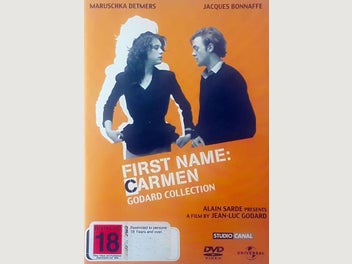 MARUSCHKA DETMERS JACQUES BONNAFFE
FIRST NAME:
CARMEN
GODARD COLLECTION
ALAIN SARDE PRESENTS
A FILM BY JEAN-LUC GODARD
18
Restricted to persons
18 Years and over.
STUDIO CANAL
DVD
VIDEO
UNIVERSAL